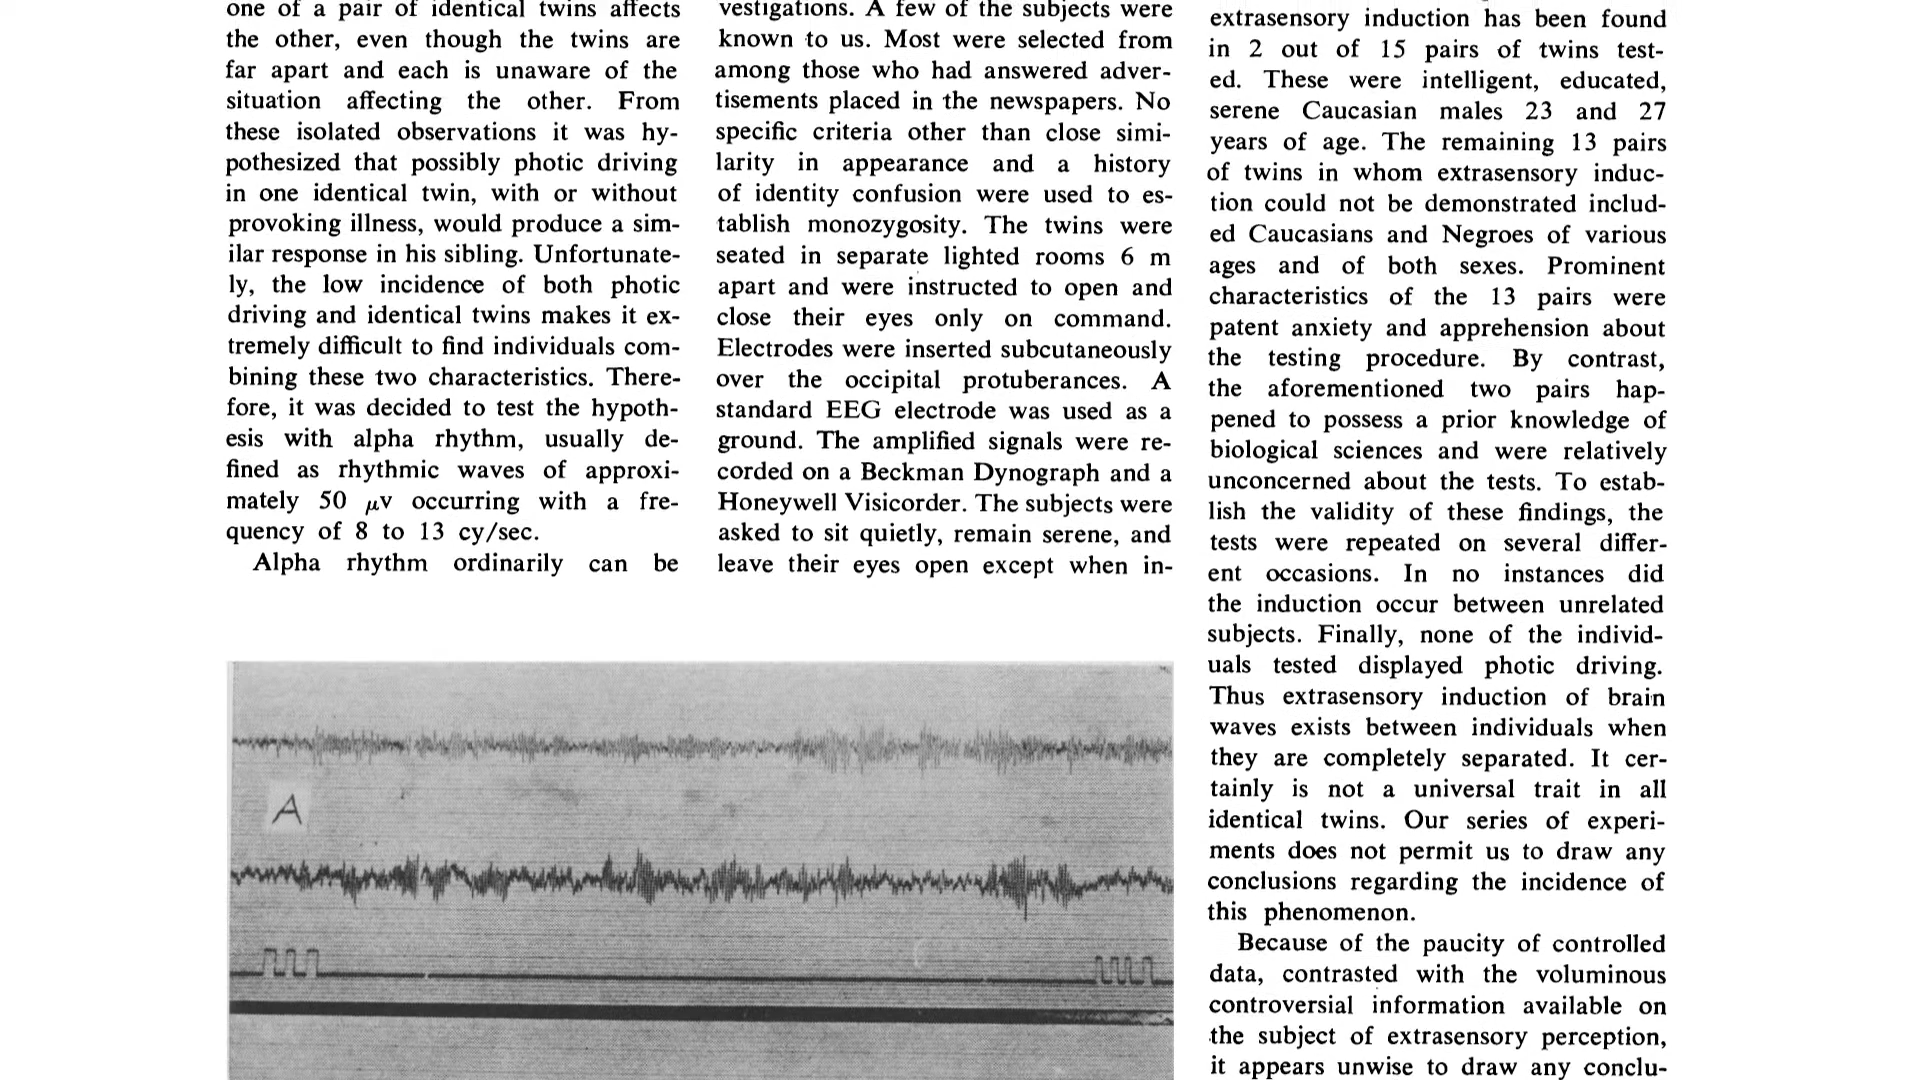 one of a pair of identical twins affects
the other, even though the twins are
far apart and each is unaware of the
situation affecting the other. From
these isolated observations it was hy-
pothesized that possibly photic driving
in one identical twin, with or without
provoking illness, would produce a sim-
ilar response in his sibling. Unfortunate-
ly, the low incidence of both photic
driving and identical twins makes it ex-
tremely difficult to find individuals com-
bining these two characteristics. There-
fore, it was decided to test the hypoth-
esis with alpha rhythm, usually de-
fined as rhythmic waves of approxi-
mately 50 μv occurring with a fre-
quency of 8 to 13 cy/sec.
Alpha rhythm ordinarily can be
vestigations. A few of the subjects were
known to us. Most were selected from
among those who had answered adver-
tisements placed in the newspapers. No
specific criteria other than close simi-
larity in appearance and a history
of identity confusion were used to es-
tablish monozygosity. The twins were
seated in separate lighted rooms 6 m
apart and were instructed to open and
close their eyes only on command.
Electrodes were inserted subcutaneously
over the occipital protuberances. A
standard EEG electrode was used as a
ground. The amplified signals were re-
corded on a Beckman Dynograph and a
Honeywell Visicorder. The subjects were
asked to sit quietly, remain serene, and
leave their eyes open except when in-
A
extrasensory induction has been found
in 2 out of 15 pairs of twins test-
ed. These were intelligent, educated,
serene Caucasian males 23 and 27
years of age. The remaining 13 pairs
of twins in whom extrasensory induc-
tion could not be demonstrated includ-
ed Caucasians and Negroes of various
ages and of both sexes. Prominent
characteristics of the 13 pairs were
patent anxiety and apprehension about
the testing procedure. By contrast,
the aforementioned two pairs hap-
pened to possess a prior knowledge of
biological sciences and were relatively
unconcerned about the tests. To estab-
lish the validity of these findings, the
tests were repeated on several differ-
ent occasions. In no instances did
the induction occur between unrelated
subjects. Finally, none of the individ-
uals tested displayed photic driving.
Thus extrasensory induction of brain
waves exists between individuals when
they are completely separated. It cer-
tainly is not a universal trait in all
identical twins. Our series of experi-
ments does not permit us to draw any
conclusions regarding the incidence of
this phenomenon.
Because of the paucity of controlled
data, contrasted with the voluminous
controversial information available on
the subject of extrasensory perception,
it appears unwise to draw any conclu-